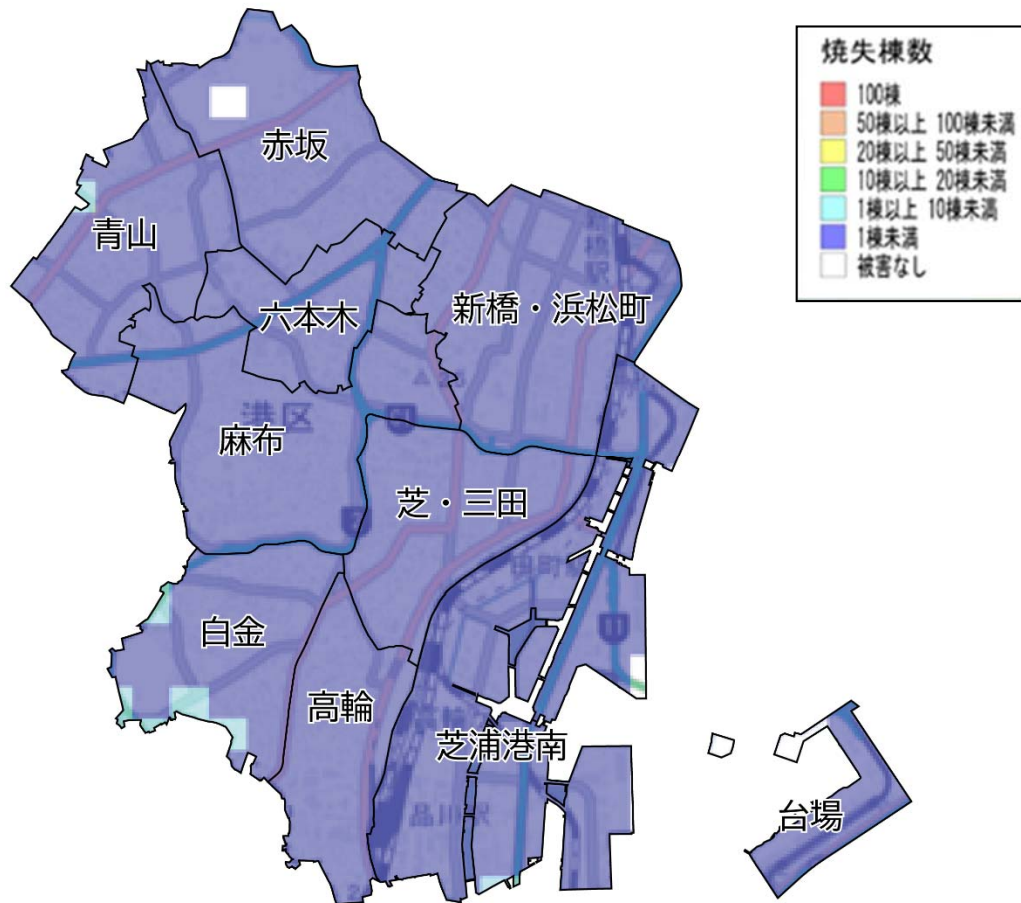 焼失棟数
100棟
50棟以上 100棟未満
20棟以上 50棟未満
10棟以上 20棟未満
1棟以上 10棟未満
1棟未満
被害なし
赤坂
青山
六本木
新橋・浜松町
港区
麻布
芝・三田
白金
高輪
芝浦港南
品川駅
台場